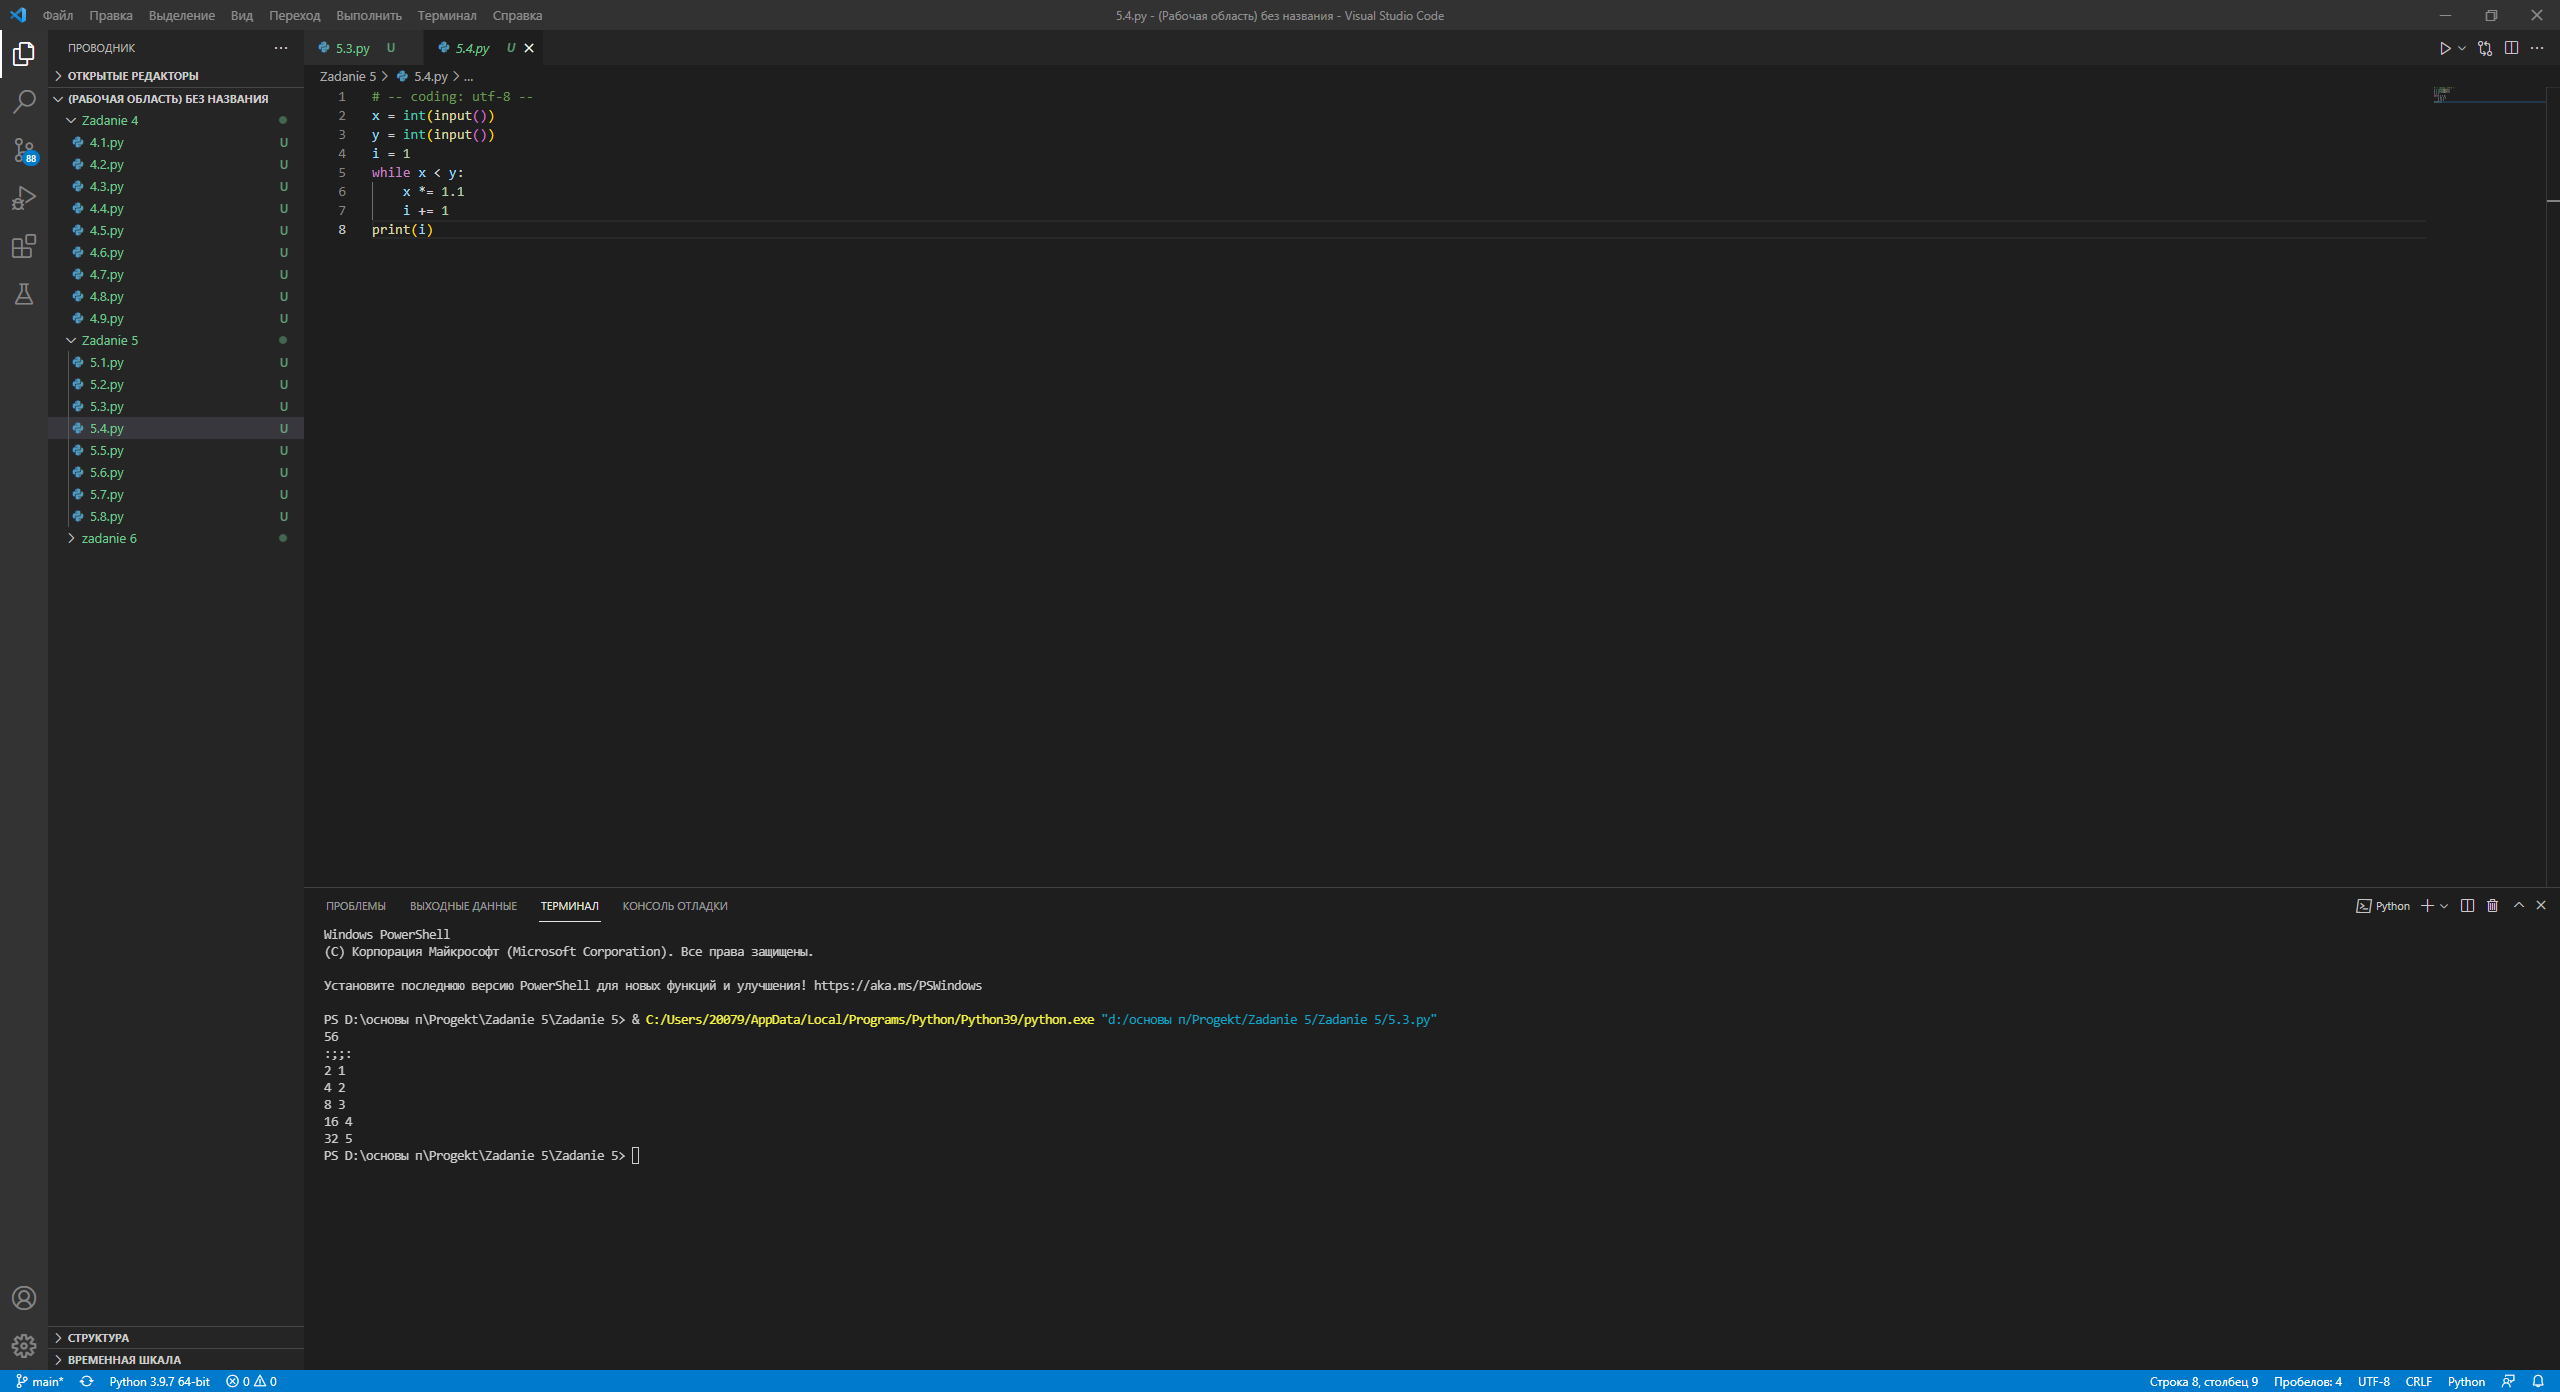 Файл Правка Выделение Вид Переход Выполнить Терминал Справка
5.4.py - (Рабочая область) без названия - Visual Studio Code
ПРОВОДНИК
ОТКРЫТЫЕ РЕДАКТОРЫ
(РАБОЧАЯ ОБЛАСТЬ) БЕЗ НАЗВАНИЯ
Zadanie 4
4.1.py U
4.2.py U
4.3.py U
4.4.py U
4.5.py U
4.6.py U
4.7.py U
4.8.py U
4.9.py U
Zadanie 5
5.1.py U
5.2.py U
5.3.py U
5.4.py U
5.5.py U
5.6.py U
5.7.py U
5.8.py U
zadanie 6
88
СТРУКТУРА
ВРЕМЕННАЯ ШКАЛА
5.3.py U 5.4.py U
Zadanie 5 > 5.4.py > ...
1 # -- coding: utf-8 --
2 x = int(input())
3 y = int(input())
4 i = 1
5 while x < y:
6     x *= 1.1
7     i += 1
8 print(i)
ПРОБЛЕМЫ ВЫХОДНЫЕ ДАННЫЕ ТЕРМИНАЛ КОНСОЛЬ ОТЛАДКИ
Python
Windows PowerShell
(C) Корпорация Майкрософт (Microsoft Corporation). Все права защищены.
Установите последнюю версию PowerShell для новых функций и улучшения! https://aka.ms/PSWindows
PS D:\основы п\Progekt\Zadanie 5\Zadanie 5> & C:/Users/20079/AppData/Local/Programs/Python/Python39/python.exe "d:/основы п/Progekt/Zadanie 5/Zadanie 5/5.3.py"
56
:;;:
2 1
4 2
8 3
16 4
32 5
PS D:\основы п\Progekt\Zadanie 5\Zadanie 5>
main* Python 3.9.7 64-bit 0 0
Строка 8, столбец 9 Пробелов: 4 UTF-8 CRLF Python